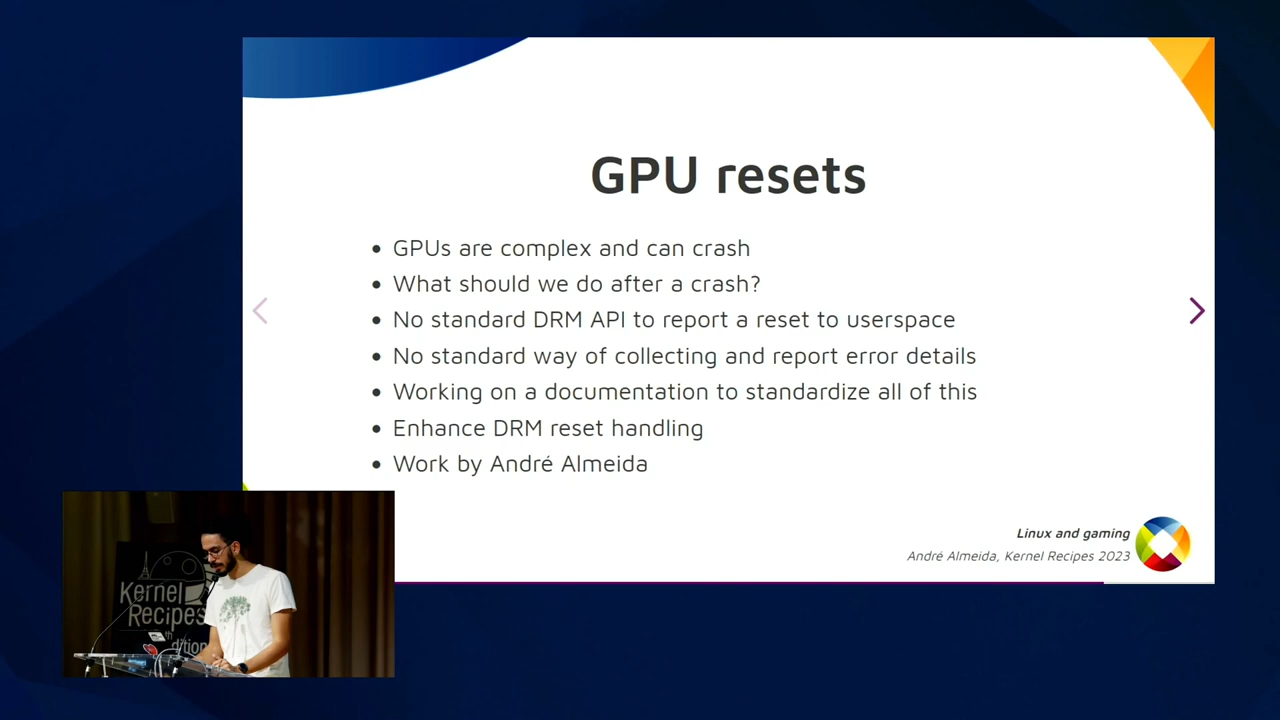 GPU resets
GPUs are complex and can crash
What should we do after a crash?
No standard DRM API to report a reset to userspace
No standard way of collecting and report error details
Working on a documentation to standardize all of this
Enhance DRM reset handling
Work by André Almeida
Linux and gaming
André Almeida, Kernel Recipes 2023
Kernel
Recipes